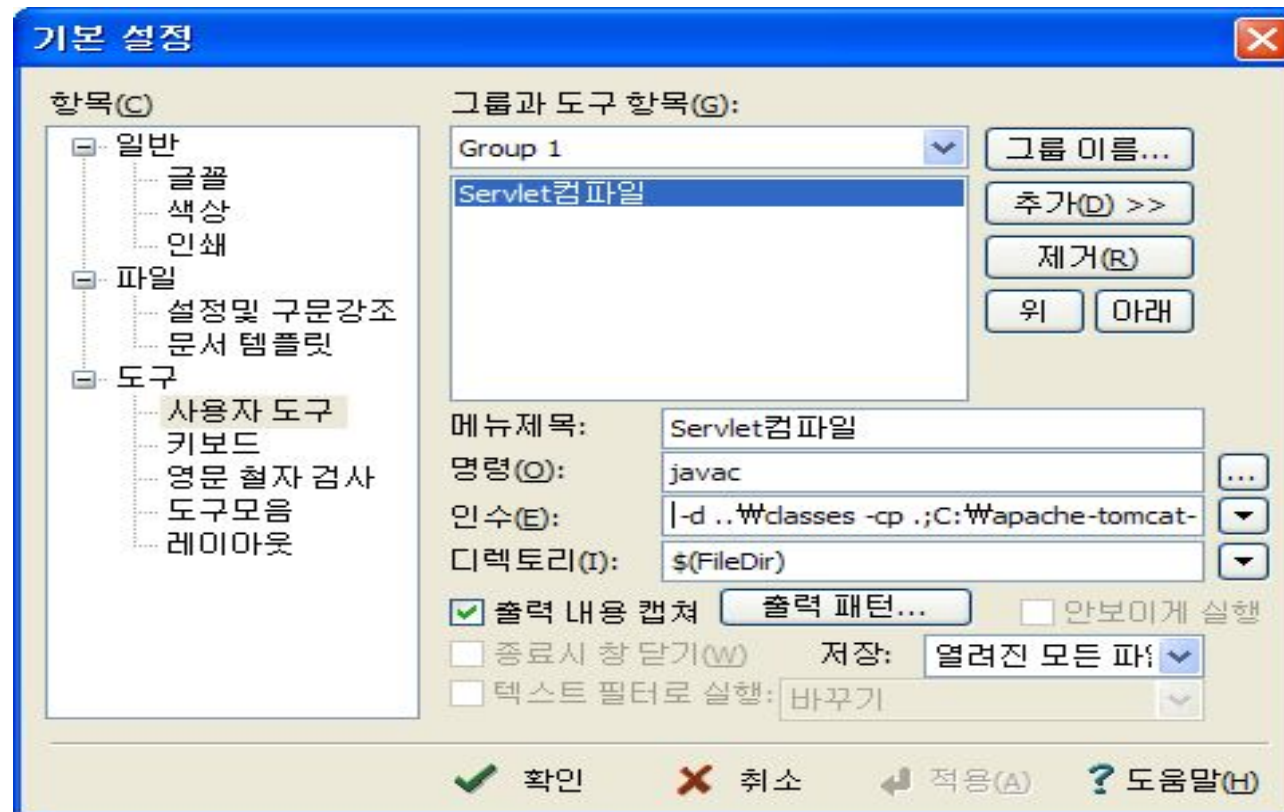 기본 설정
항목(C)
일반
글꼴
색상
인쇄
파일
설정및 구문강조
문서 템플릿
도구
사용자 도구
키보드
영문 철자 검사
도구모음
레이아웃
그룹과 도구 항목(G):
Group 1
그룹 이름...
Servlet컴파일
추가(D) >>
제거(R)
위 아래
메뉴제목: Servlet컴파일
명령(O): javac ...
인수(E): -d ..₩classes -cp .;C:₩apache-tomcat-
디렉토리(I): $(FileDir)
출력 내용 캡쳐 출력 패턴... 안보이게 실행
종료시 창 닫기(W) 저장: 열려진 모든
텍스트 필터로 실행: 바꾸기
확인 취소 적용(A) ? 도움말(H)